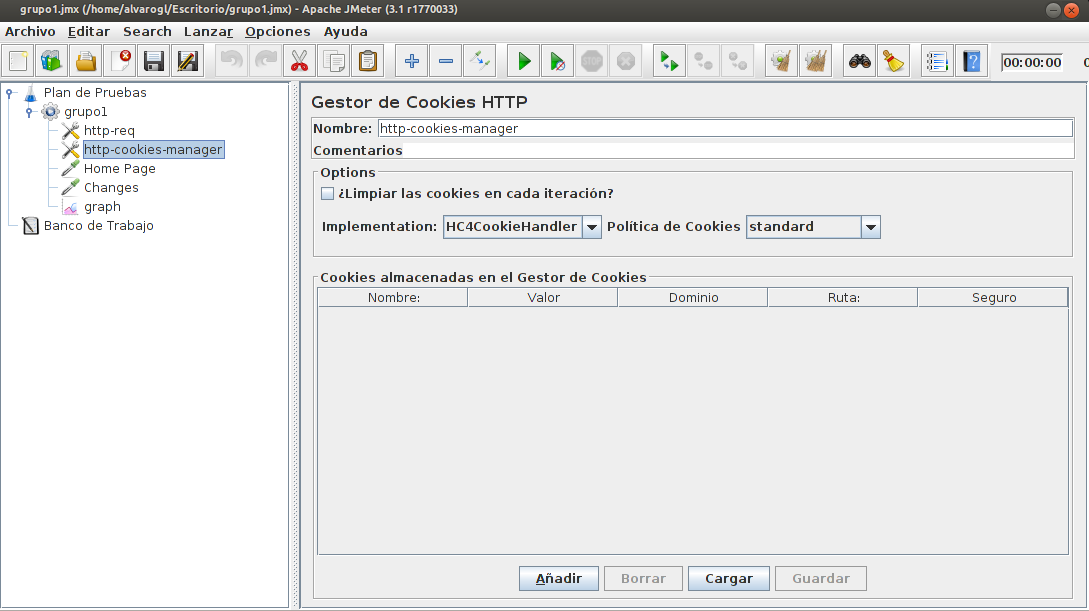 grupo1.jmx (/home/alvarogl/Escritorio/grupo1.jmx) - Apache JMeter (3.1 r1770033)
Archivo Editar Search Lanzar Opciones Ayuda
00:00:00
Plan de Pruebas
grupo1
http-req
http-cookies-manager
Home Page
Changes
graph
Banco de Trabajo
Gestor de Cookies HTTP
Nombre: http-cookies-manager
Comentarios
Options
¿Limpiar las cookies en cada iteración?
Implementation: HC4CookieHandler Política de Cookies standard
Cookies almacenadas en el Gestor de Cookies
Nombre: Valor Dominio Ruta: Seguro
Añadir Borrar Cargar Guardar